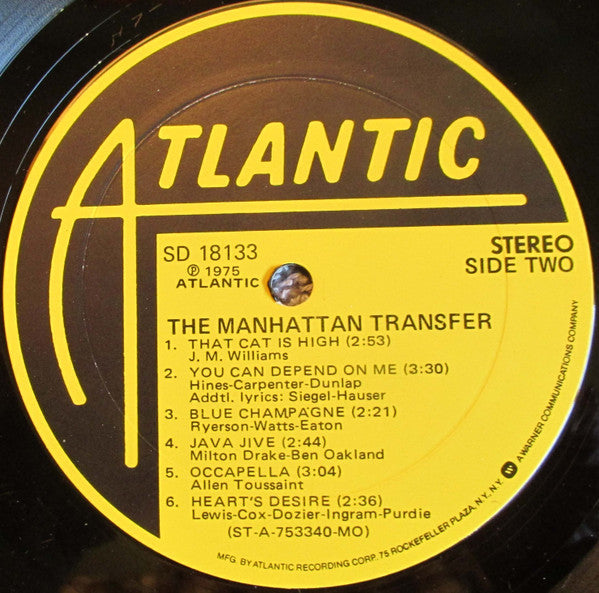 ATLANTIC
SD 18133
℗ 1975
ATLANTIC
STEREO
SIDE TWO
THE MANHATTAN TRANSFER
1. THAT CAT IS HIGH (2:53)
J. M. Williams
2. YOU CAN DEPEND ON ME (3:30)
Hines-Carpenter-Dunlap
Addtl. lyrics: Siegel-Hauser
3. BLUE CHAMPAGNE (2:21)
Ryerson-Watts-Eaton
4. JAVA JIVE (2:44)
Milton Drake-Ben Oakland
5. OCCAPELLA (3:04)
Allen Toussaint
6. HEART'S DESIRE (2:36)
Lewis-Cox-Dozier-Ingram-Purdie
(ST-A-753340-MO)
MFG. BY ATLANTIC RECORDING CORP. 75 ROCKEFELLER PLAZA, N.Y., N.Y. A WARNER COMMUNICATIONS COMPANY